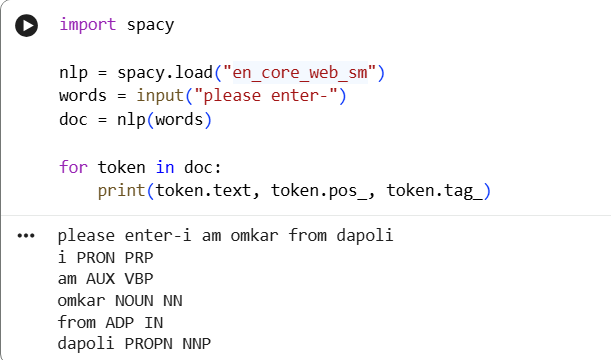 import spacy
nlp = spacy.load("en_core_web_sm")
words = input("please enter-")
doc = nlp(words)
for token in doc:
    print(token.text, token.pos_, token.tag_)
please enter-i am omkar from dapoli
i PRON PRP
am AUX VBP
omkar NOUN NN
from ADP IN
dapoli PROPN NNP